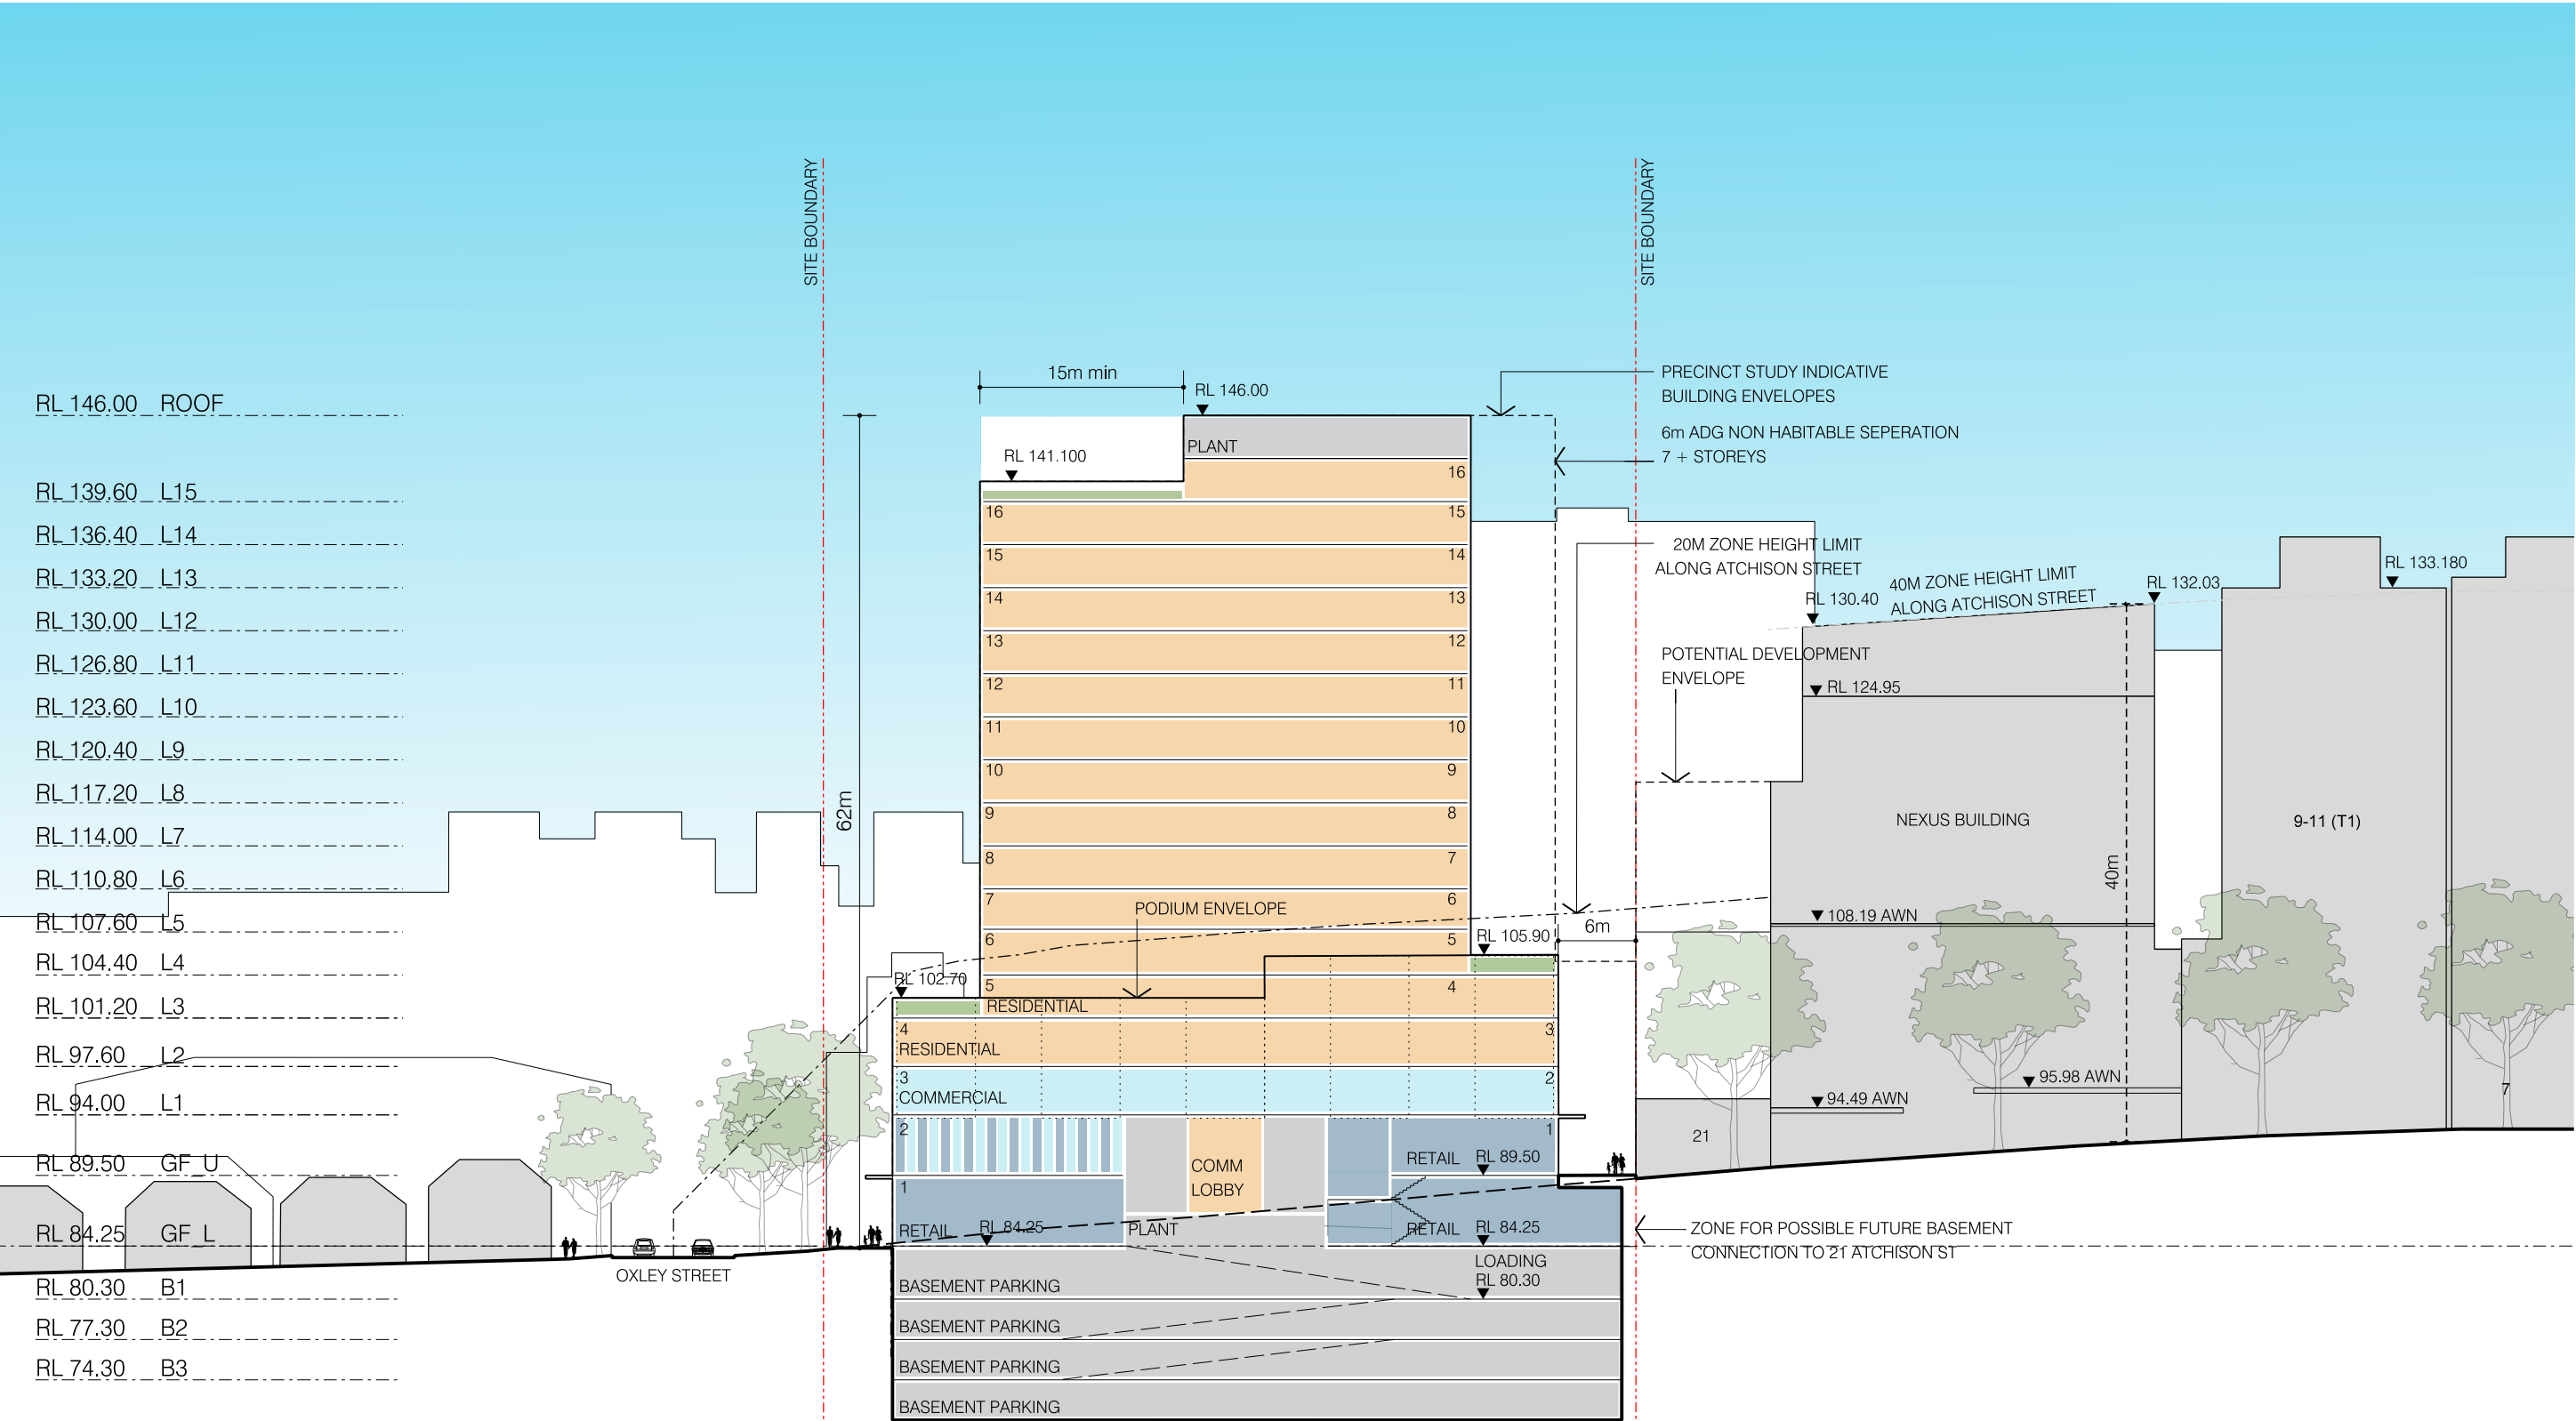 SITE BOUNDARY
SITE BOUNDARY
15m min
RL 146.00
PRECINCT STUDY INDICATIVE
BUILDING ENVELOPES
6m ADG NON HABITABLE SEPERATION
7 + STOREYS
RL 146.00 ROOF
RL 139.60 L15
RL 136.40 L14
RL 133.20 L13
RL 130.00 L12
RL 126.80 L11
RL 123.60 L10
RL 120.40 L9
RL 117.20 L8
RL 114.00 L7
RL 110.80 L6
RL 107.60 L5
RL 104.40 L4
RL 101.20 L3
RL 97.60 L2
RL 94.00 L1
RL 89.50 GF_U
RL 84.25 GF_L
RL 80.30 B1
RL 77.30 B2
RL 74.30 B3
62m
RL 141.100
PLANT
16
16 15
15 14
14 13
13 12
12 11
11 10
10 9
9 8
8 7
7 6
PODIUM ENVELOPE
6 5
RL 105.90
6m
RL 102.70
5 4
RESIDENTIAL
4 3
RESIDENTIAL
3 2
COMMERCIAL
2 1
COMM
LOBBY
RETAIL RL 89.50
1
RETAIL RL 84.25
PLANT
RETAIL RL 84.25
LOADING
RL 80.30
BASEMENT PARKING
BASEMENT PARKING
BASEMENT PARKING
BASEMENT PARKING
OXLEY STREET
20M ZONE HEIGHT LIMIT
ALONG ATCHISON STREET
40M ZONE HEIGHT LIMIT
ALONG ATCHISON STREET
RL 130.40
RL 132.03
RL 133.180
POTENTIAL DEVELOPMENT
ENVELOPE
RL 124.95
NEXUS BUILDING
9-11 (T1)
40m
108.19 AWN
95.98 AWN
94.49 AWN
7
21
ZONE FOR POSSIBLE FUTURE BASEMENT
CONNECTION TO 21 ATCHISON ST